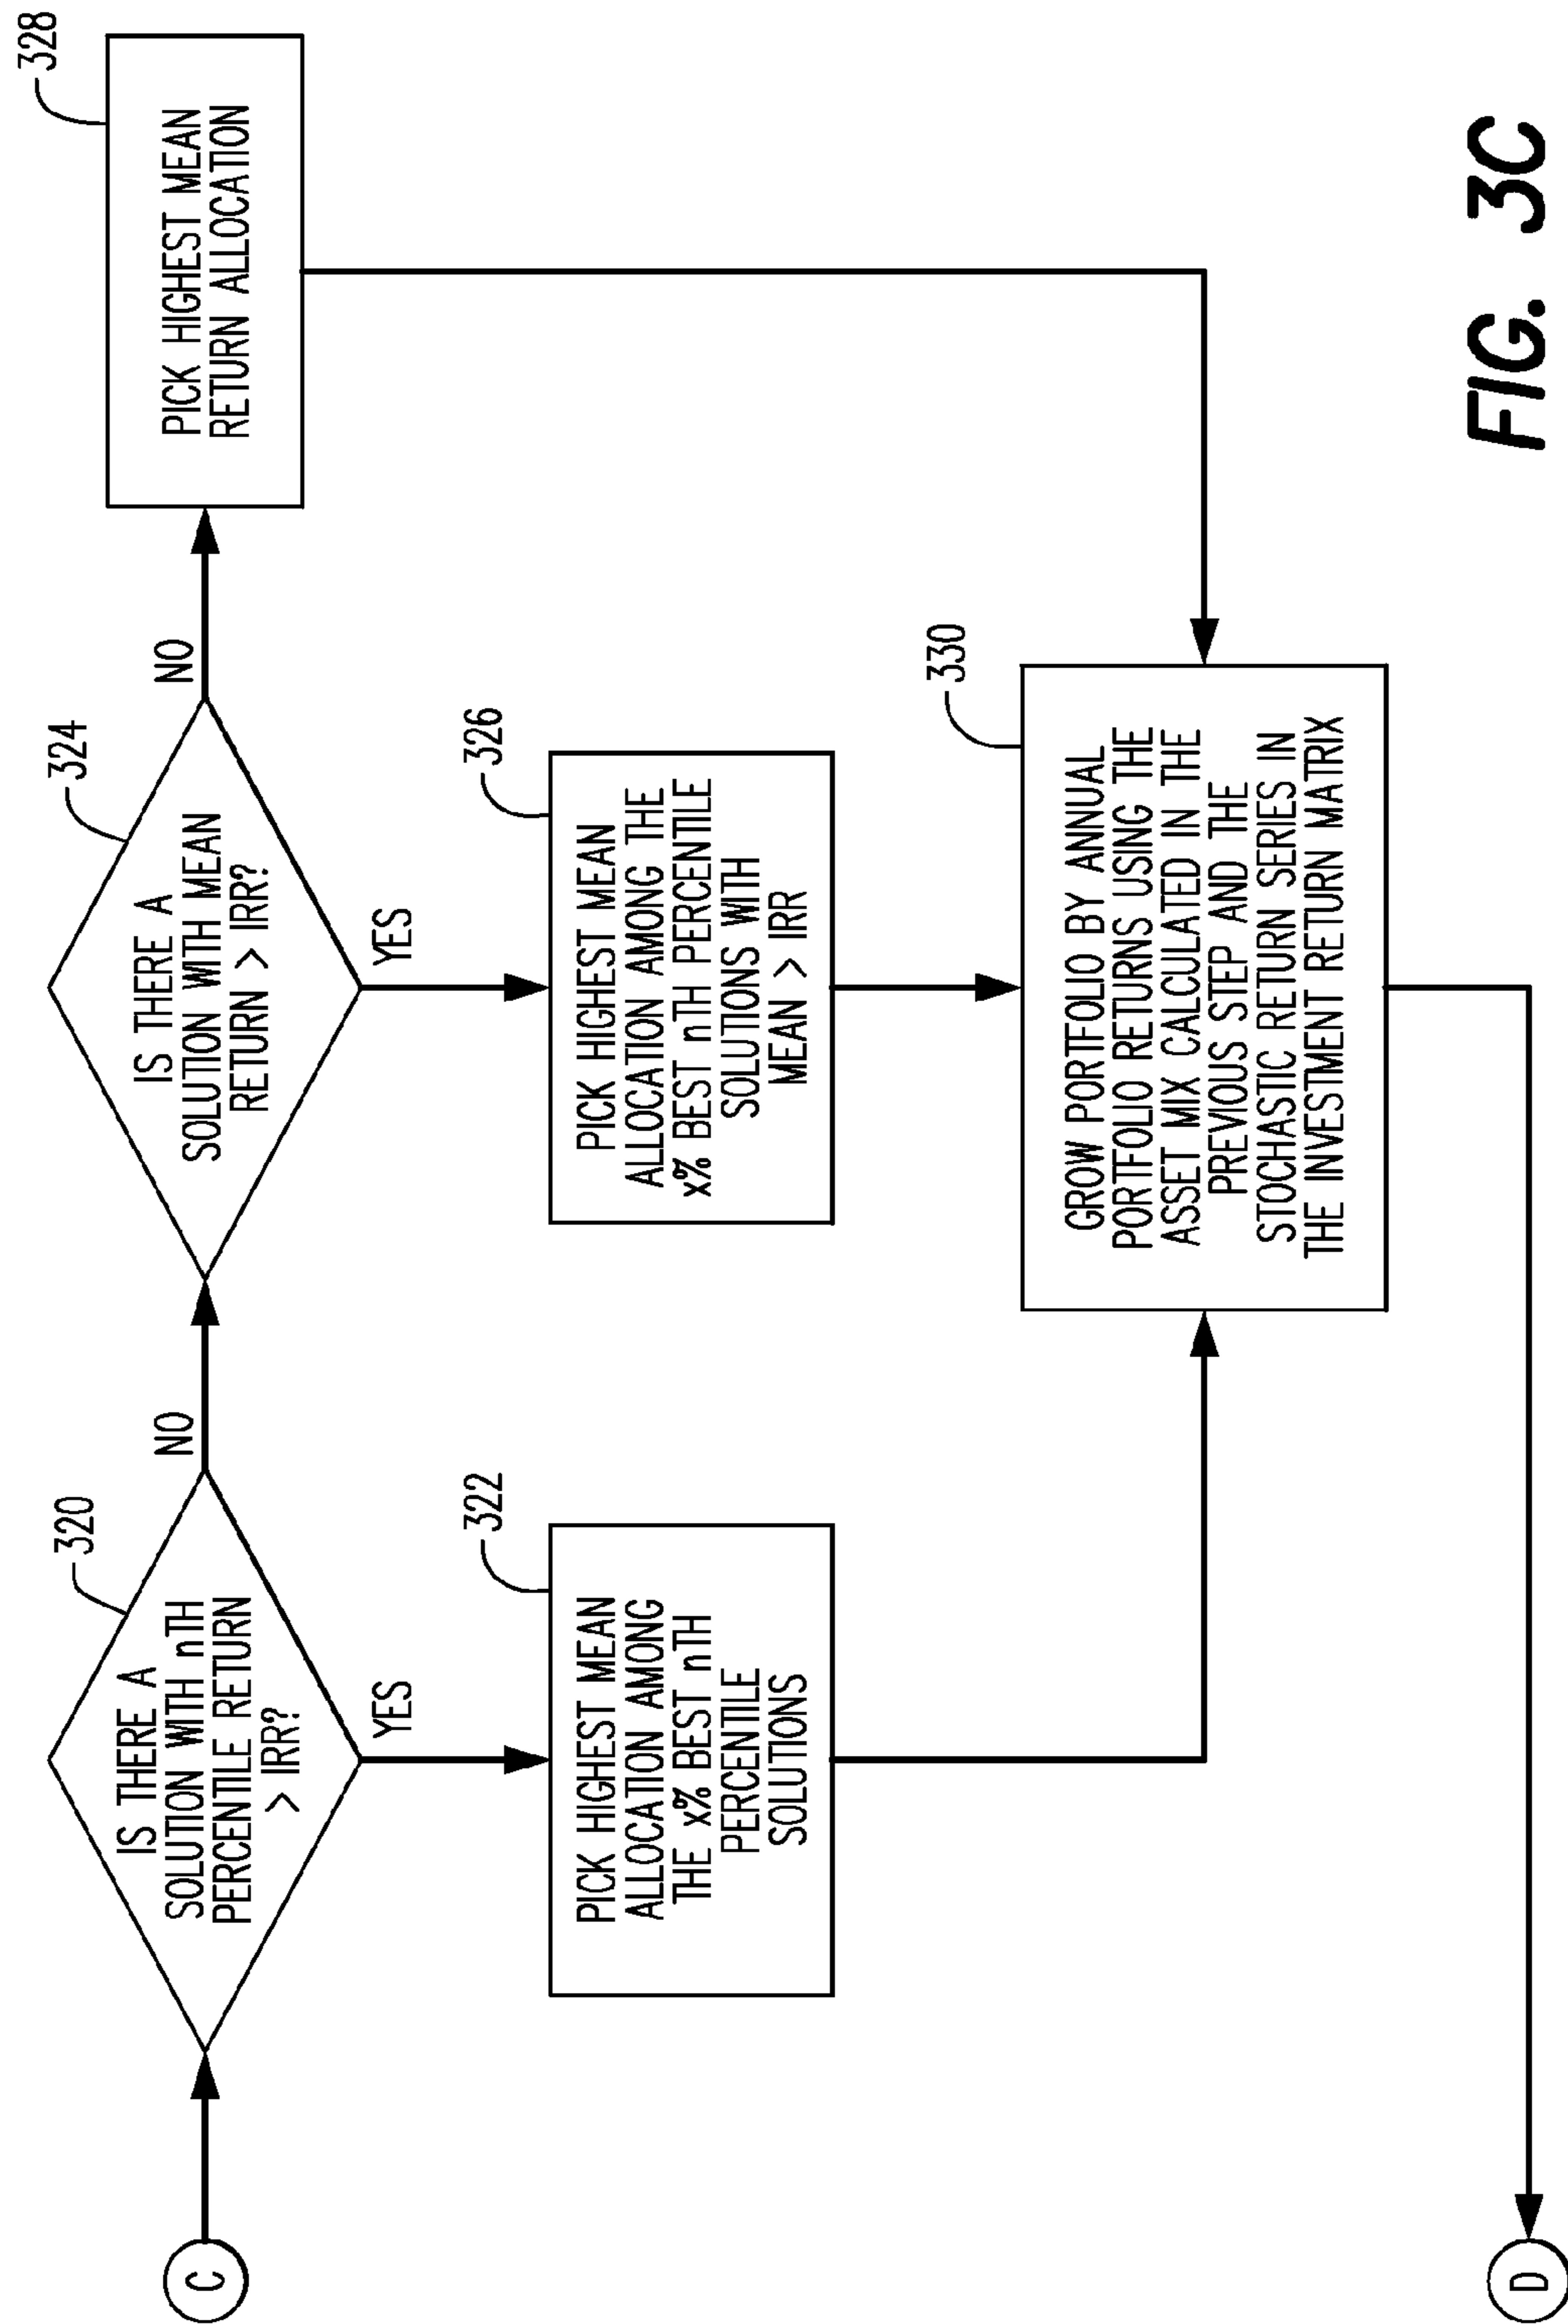 C
320
IS THERE A
SOLUTION WITH nTH
PERCENTILE RETURN
> IRR?
NO
YES
322
PICK HIGHEST MEAN
ALLOCATION AMONG
THE x% BEST nTH
PERCENTILE
SOLUTIONS
324
IS THERE A
SOLUTION WITH MEAN
RETURN > IRR?
NO
YES
326
PICK HIGHEST MEAN
ALLOCATION AMONG THE
x% BEST nTH PERCENTILE
SOLUTIONS WITH
MEAN > IRR
328
PICK HIGHEST MEAN
RETURN ALLOCATION
330
GROW PORTFOLIO BY ANNUAL
PORTFOLIO RETURNS USING THE
ASSET MIX CALCULATED IN THE
PREVIOUS STEP AND THE
STOCHASTIC RETURN SERIES IN
THE INVESTMENT RETURN MATRIX
D
FIG. 3C